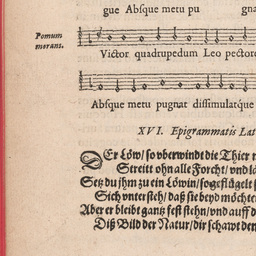 gue Abſque metu pu gna
Pomum
morans.
Victor quadrupedum Leo pectore
Abſque metu pugnat diſſimulatque
XVI. Epigrammatis Lat
DEr Löw/ ſo vberwindt die Thier
Streitt ohn alle Forcht/ vnd
Setz du jhm zu ein Löwin/ ſo geflügelt
Sich vnterſteh/ daß ſie beyd möchte
Aber er bleibt gantz feſt ſtehn/ vnd auff d
Diß Bild der Natur/ dir ſchawt den